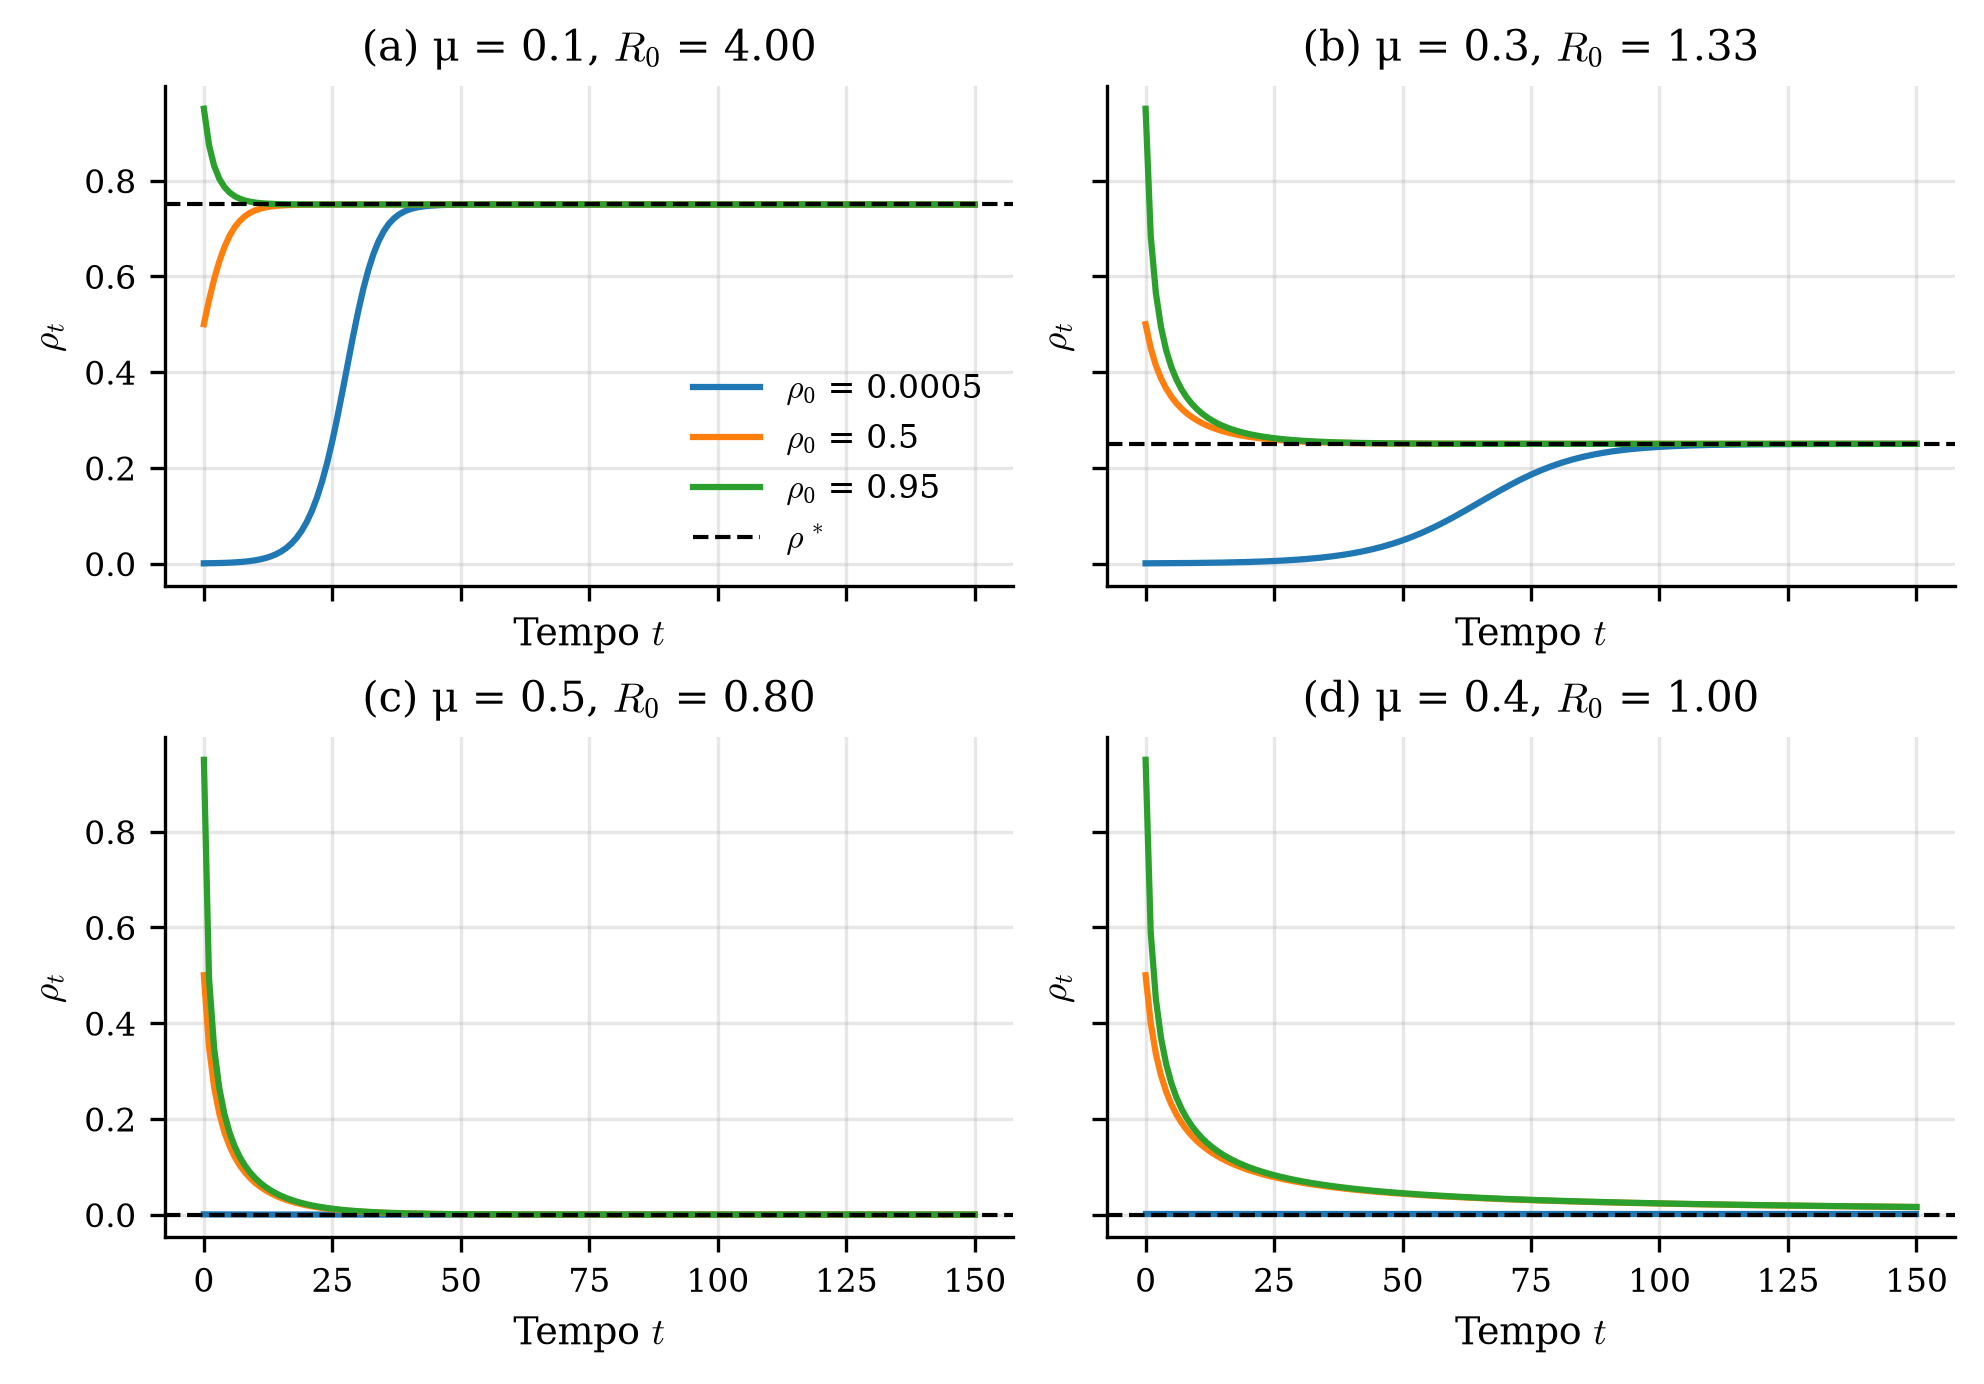 (a) μ = 0.1, R₀ = 4.00
0.8
0.6
0.4
0.2
0.0
ρₜ
ρ₀ = 0.0005
ρ₀ = 0.5
ρ₀ = 0.95
ρ*
Tempo t
(b) μ = 0.3, R₀ = 1.33
ρₜ
Tempo t
(c) μ = 0.5, R₀ = 0.80
0.8
0.6
0.4
0.2
0.0
ρₜ
0 25 50 75 100 125 150
Tempo t
(d) μ = 0.4, R₀ = 1.00
ρₜ
0 25 50 75 100 125 150
Tempo t